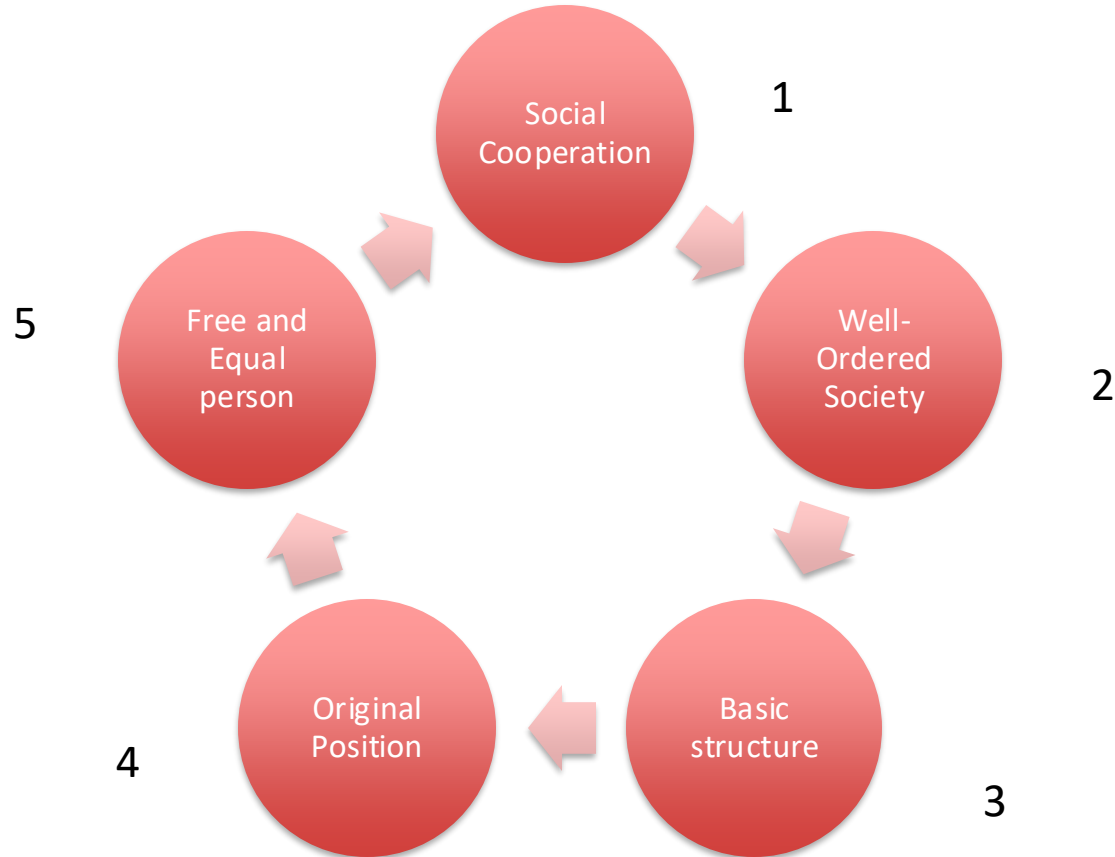 Social
Cooperation
1
Well-
Ordered
Society
2
Basic
structure
3
Original
Position
4
Free and
Equal
person
5